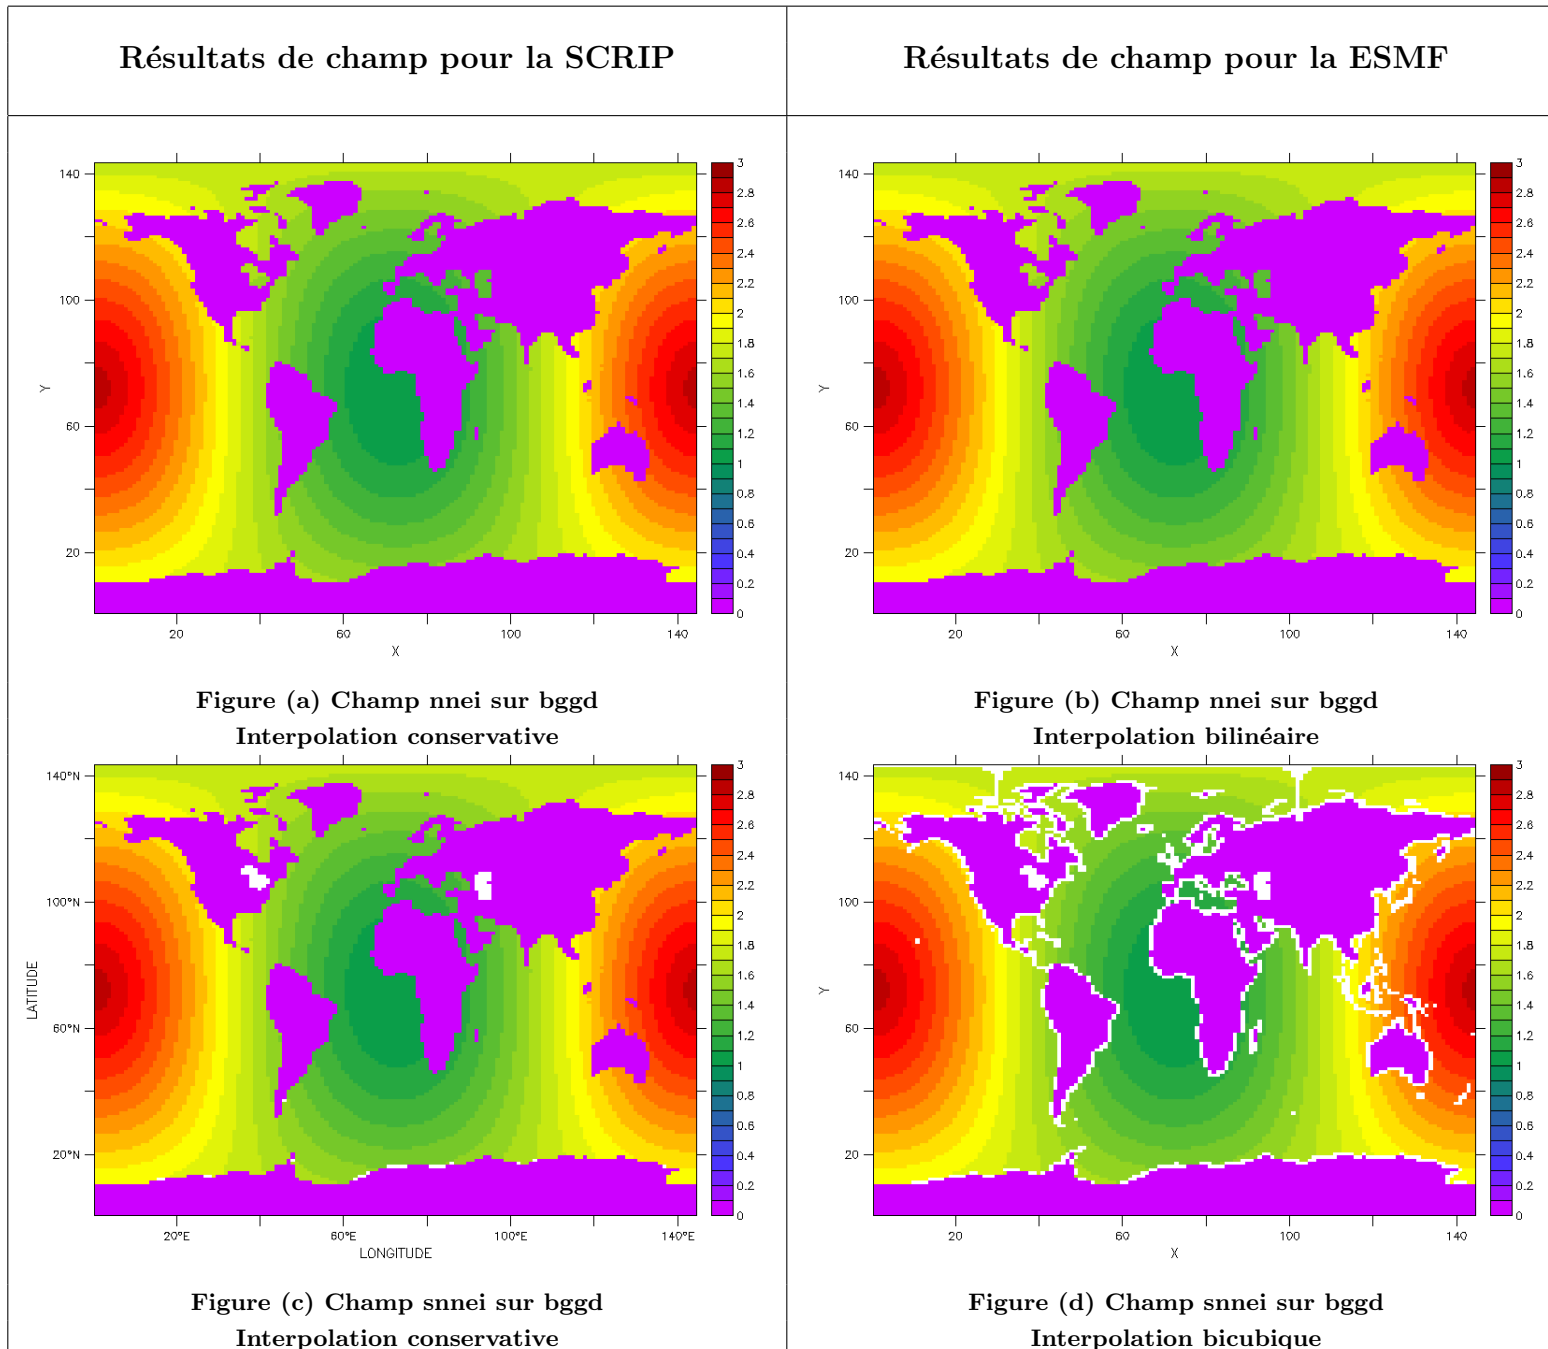 Résultats de champ pour la SCRIP
Résultats de champ pour la ESMF
140
100
60
20
Y
20 60 100 140
X
3
2.8
2.6
2.4
2.2
2
1.8
1.6
1.4
1.2
1
0.8
0.6
0.4
0.2
0
Figure (a) Champ nnei sur bggd
Interpolation conservative
140
100
60
20
Y
20 60 100 140
X
3
2.8
2.6
2.4
2.2
2
1.8
1.6
1.4
1.2
1
0.8
0.6
0.4
0.2
0
Figure (b) Champ nnei sur bggd
Interpolation bilinéaire
140°N
100°N
60°N
20°N
LATITUDE
20°E 60°E 100°E 140°E
LONGITUDE
3
2.8
2.6
2.4
2.2
2
1.8
1.6
1.4
1.2
1
0.8
0.6
0.4
0.2
0
Figure (c) Champ snnei sur bggd
Interpolation conservative
140
100
60
20
Y
20 60 100 140
X
3
2.8
2.6
2.4
2.2
2
1.8
1.6
1.4
1.2
1
0.8
0.6
0.4
0.2
0
Figure (d) Champ snnei sur bggd
Interpolation bicubique